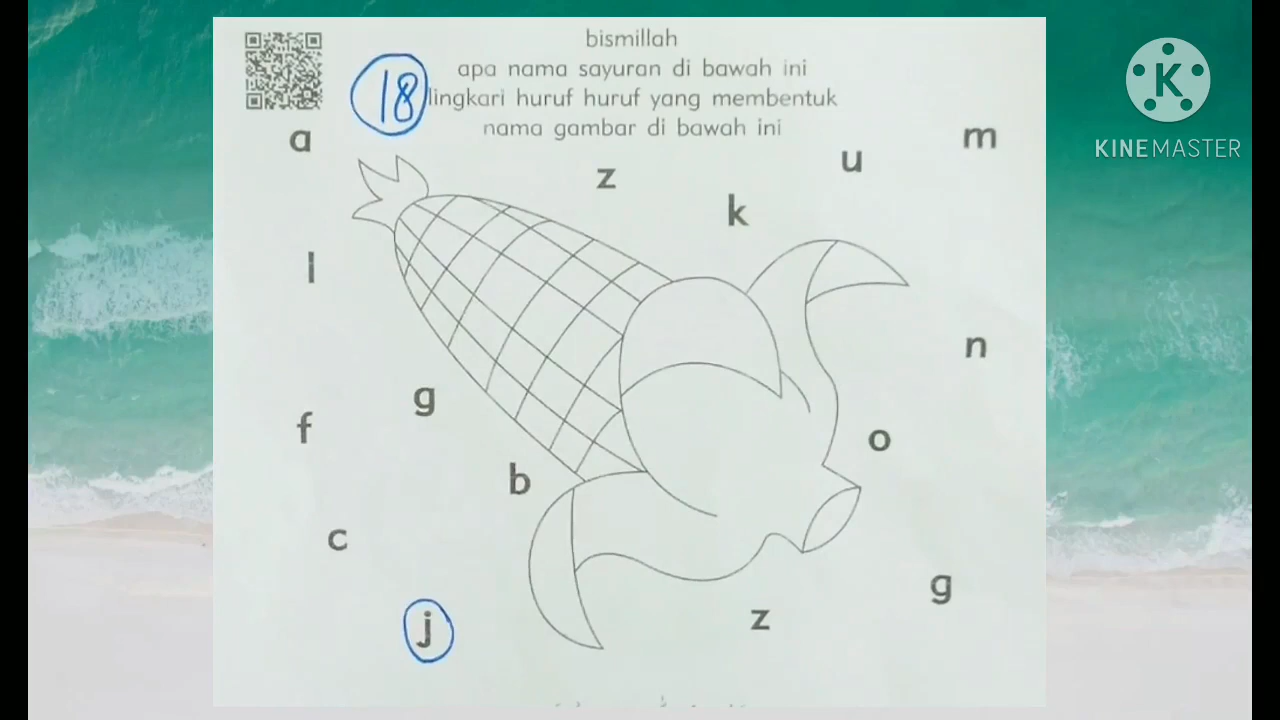 bismillah
apa nama sayuran di bawah ini
18 lingkari huruf huruf yang membentuk
nama gambar di bawah ini
a
z
k
u
m
l
n
g
f
o
b
c
j
z
g
KINEMASTER